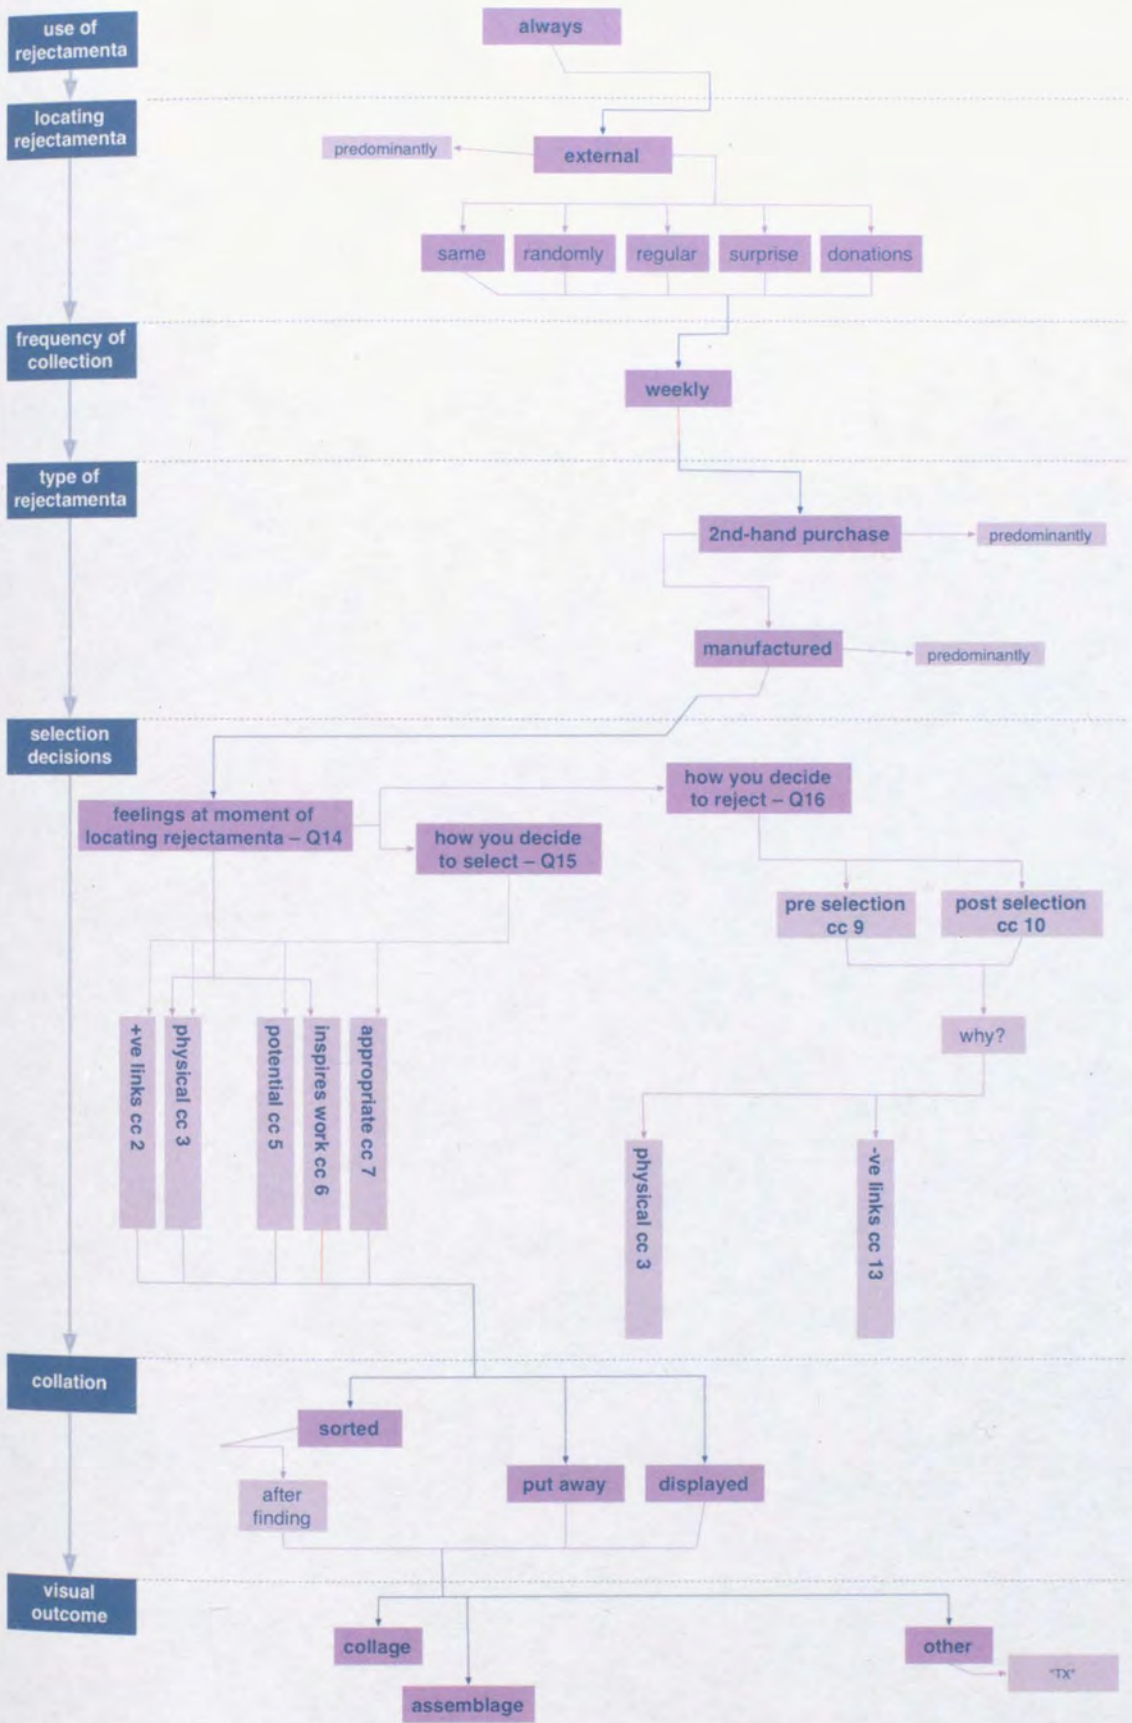 use of
rejectamenta
always
locating
rejectamenta
predominantly
external
same
randomly
regular
surprise
donations
frequency of
collection
weekly
type of
rejectamenta
2nd-hand purchase
predominantly
manufactured
predominantly
selection
decisions
how you decide
to reject – Q16
feelings at moment of
locating rejectamenta – Q14
how you decide
to select – Q15
pre selection
cc 9
post selection
cc 10
+ve links cc 2
physical cc 3
potential cc 5
inspires work cc 6
appropriate cc 7
why?
physical cc 3
-ve links cc 13
collation
sorted
put away
displayed
after
finding
visual
outcome
collage
other
"TX"
assemblage